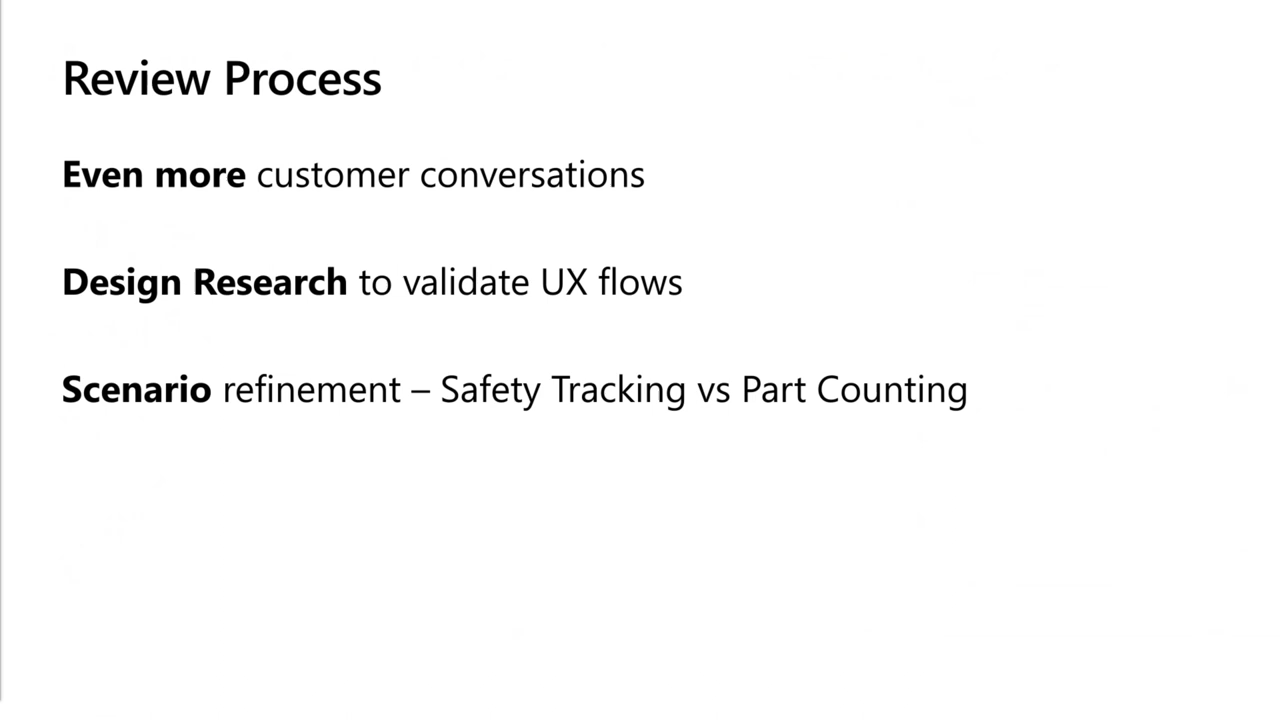 Review Process
Even more customer conversations
Design Research to validate UX flows
Scenario refinement – Safety Tracking vs Part Counting